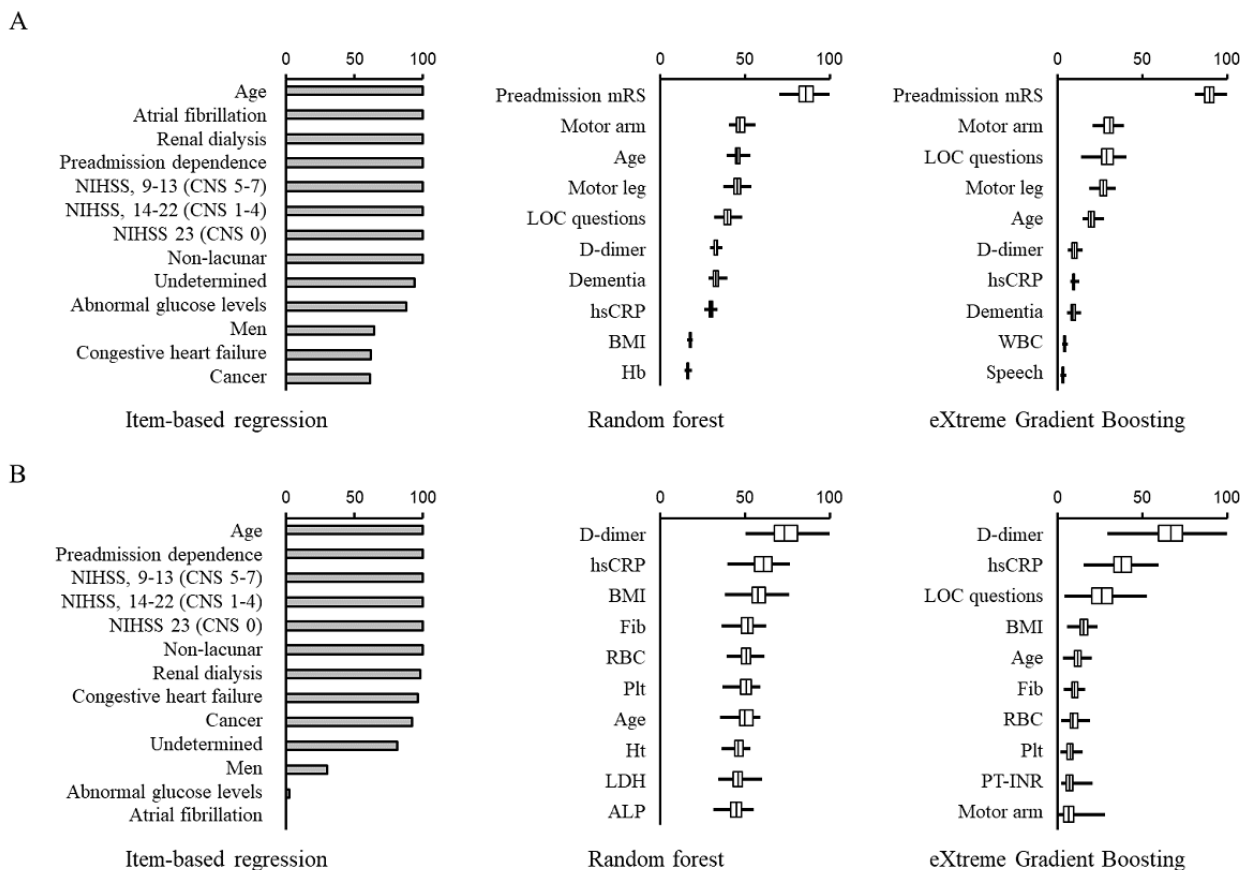 A
0 50 100
Age
Atrial fibrillation
Renal dialysis
Preadmission dependence
NIHSS, 9-13 (CNS 5-7)
NIHSS, 14-22 (CNS 1-4)
NIHSS 23 (CNS 0)
Non-lacunar
Undetermined
Abnormal glucose levels
Men
Congestive heart failure
Cancer
Item-based regression
0 50 100
Preadmission mRS
Motor arm
Age
Motor leg
LOC questions
D-dimer
Dementia
hsCRP
BMI
Hb
Random forest
0 50 100
Preadmission mRS
Motor arm
LOC questions
Motor leg
Age
D-dimer
hsCRP
Dementia
WBC
Speech
eXtreme Gradient Boosting
B
0 50 100
Age
Preadmission dependence
NIHSS, 9-13 (CNS 5-7)
NIHSS, 14-22 (CNS 1-4)
NIHSS 23 (CNS 0)
Non-lacunar
Renal dialysis
Congestive heart failure
Cancer
Undetermined
Men
Abnormal glucose levels
Atrial fibrillation
Item-based regression
0 50 100
D-dimer
hsCRP
BMI
Fib
RBC
Plt
Age
Ht
LDH
ALP
Random forest
0 50 100
D-dimer
hsCRP
LOC questions
BMI
Age
Fib
RBC
Plt
PT-INR
Motor arm
eXtreme Gradient Boosting